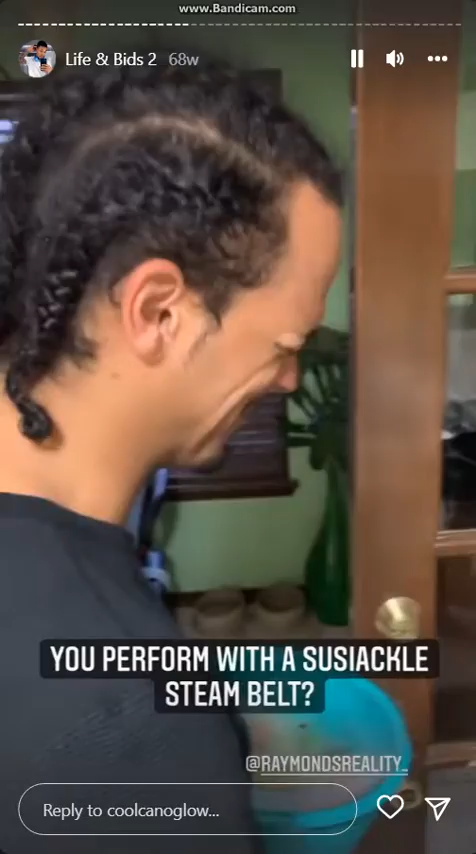 www.Bandicam.com
Life & Bids 2 68w
YOU PERFORM WITH A SUSIACKLE
STEAM BELT?
@RAYMONDSREALITY_
Reply to coolcanoglow...